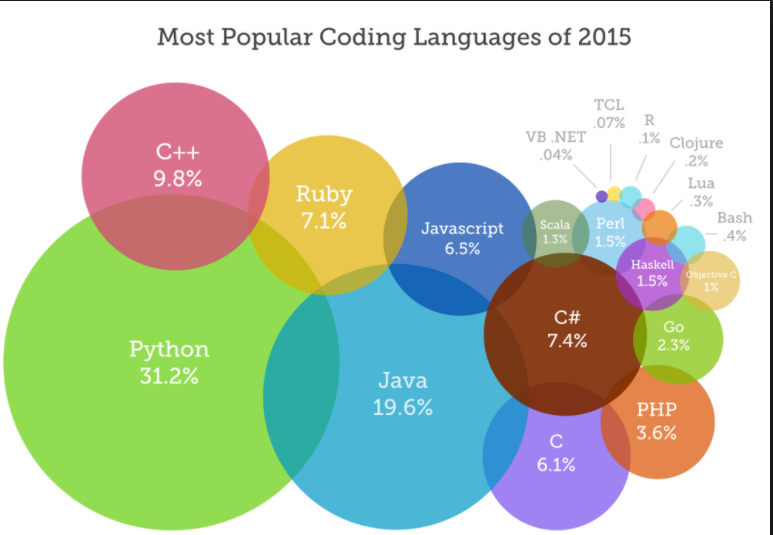 Most Popular Coding Languages of 2015
TCL
.07%
R
.1%
VB .NET
.04%
Clojure
.2%
C++
9.8%
Lua
.3%
Ruby
7.1%
Bash
.4%
Javascript
6.5%
Scala
1.3%
Perl
1.5%
Haskell
1.5%
Objective C
1%
C#
7.4%
Go
2.3%
Python
31.2%
Java
19.6%
PHP
3.6%
C
6.1%